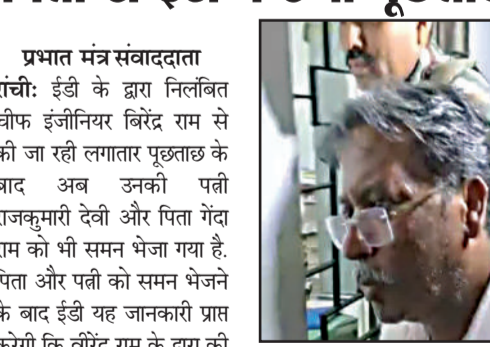 प्रभात मंत्र संवाददाता
रांची: ईडी के द्वारा निलंबित
चीफ इंजीनियर बिरेंद्र राम से
की जा रही लगातार पूछताछ के
बाद अब उनकी पत्नी
राजकुमारी देवी और पिता गेंदा
राम को भी समन भेजा गया है.
पिता और पत्नी को समन भेजने
के बाद ईडी यह जानकारी प्राप्त
करेगी कि वीरेंद्र राम के द्वारा की